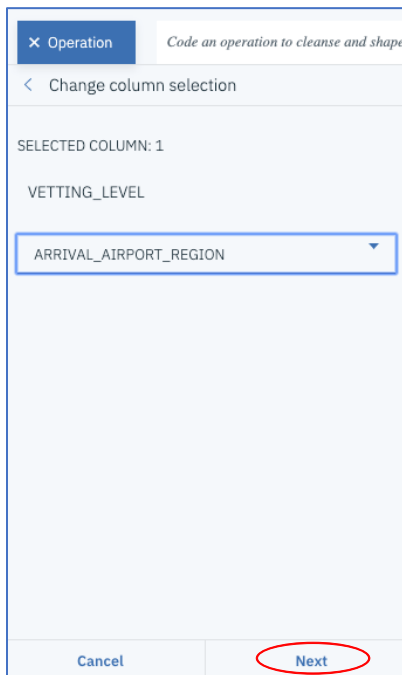 × Operation
Code an operation to cleanse and shape
< Change column selection
SELECTED COLUMN: 1
VETTING_LEVEL
ARRIVAL_AIRPORT_REGION
Cancel
Next